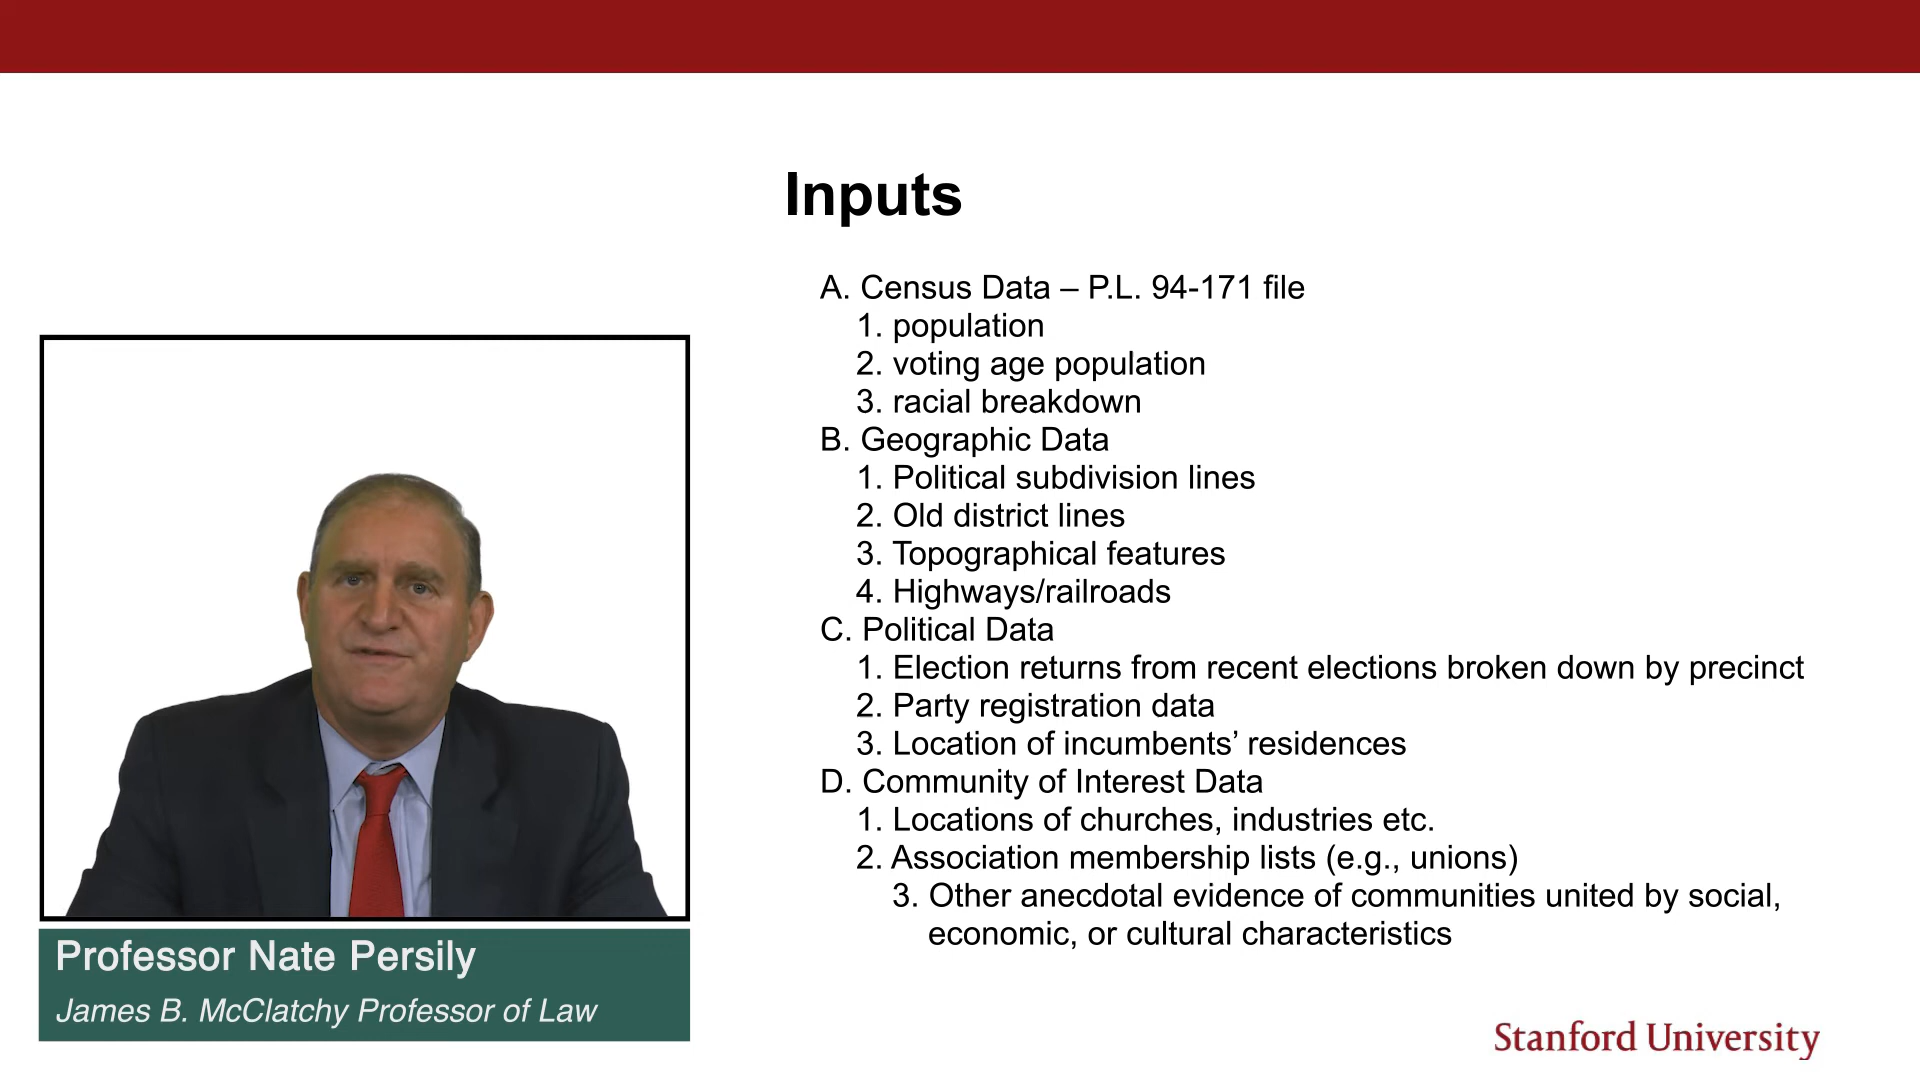 Inputs
A. Census Data – P.L. 94-171 file
1. population
2. voting age population
3. racial breakdown
B. Geographic Data
1. Political subdivision lines
2. Old district lines
3. Topographical features
4. Highways/railroads
C. Political Data
1. Election returns from recent elections broken down by precinct
2. Party registration data
3. Location of incumbents’ residences
D. Community of Interest Data
1. Locations of churches, industries etc.
2. Association membership lists (e.g., unions)
3. Other anecdotal evidence of communities united by social,
economic, or cultural characteristics
Professor Nate Persily
James B. McClatchy Professor of Law
Stanford University